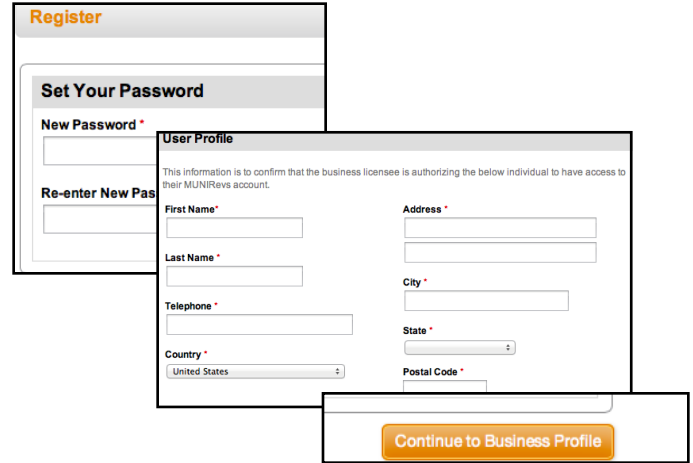 Register
Set Your Password
New Password *
Re-enter New Pas
User Profile
This information is to confirm that the business licensee is authorizing the below individual to have access to
their MUNIRevs account.
First Name*
Last Name *
Telephone *
Country *
United States
Address *
City *
State *
Postal Code *
Continue to Business Profile